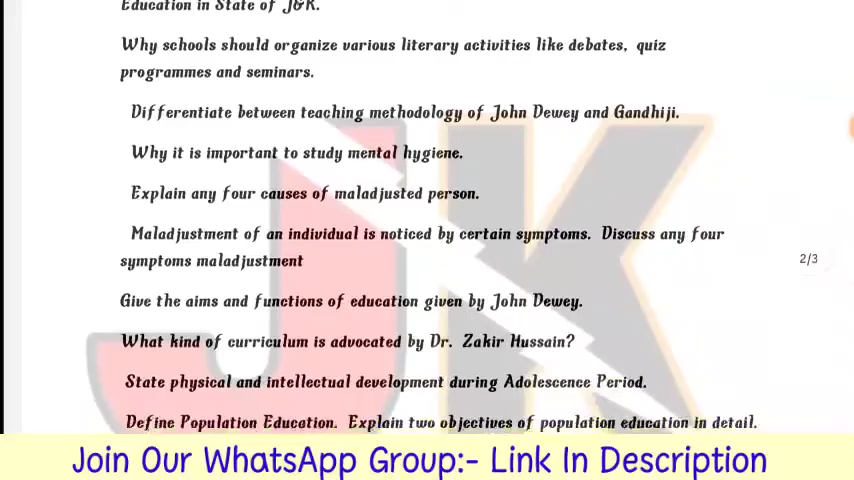 Education in State of J&K.
Why schools should organize various literary activities like debates, quiz
programmes and seminars.
Differentiate between teaching methodology of John Dewey and Gandhiji.
Why it is important to study mental hygiene.
Explain any four causes of maladjusted person.
Maladjustment of an individual is noticed by certain symptoms. Discuss any four
symptoms maladjustment
2/3
Give the aims and functions of education given by John Dewey.
What kind of curriculum is advocated by Dr. Zakir Hussain?
State physical and intellectual development during Adolescence Period.
Define Population Education. Explain two objectives of population education in detail.
JK
Join Our WhatsApp Group:- Link In Description